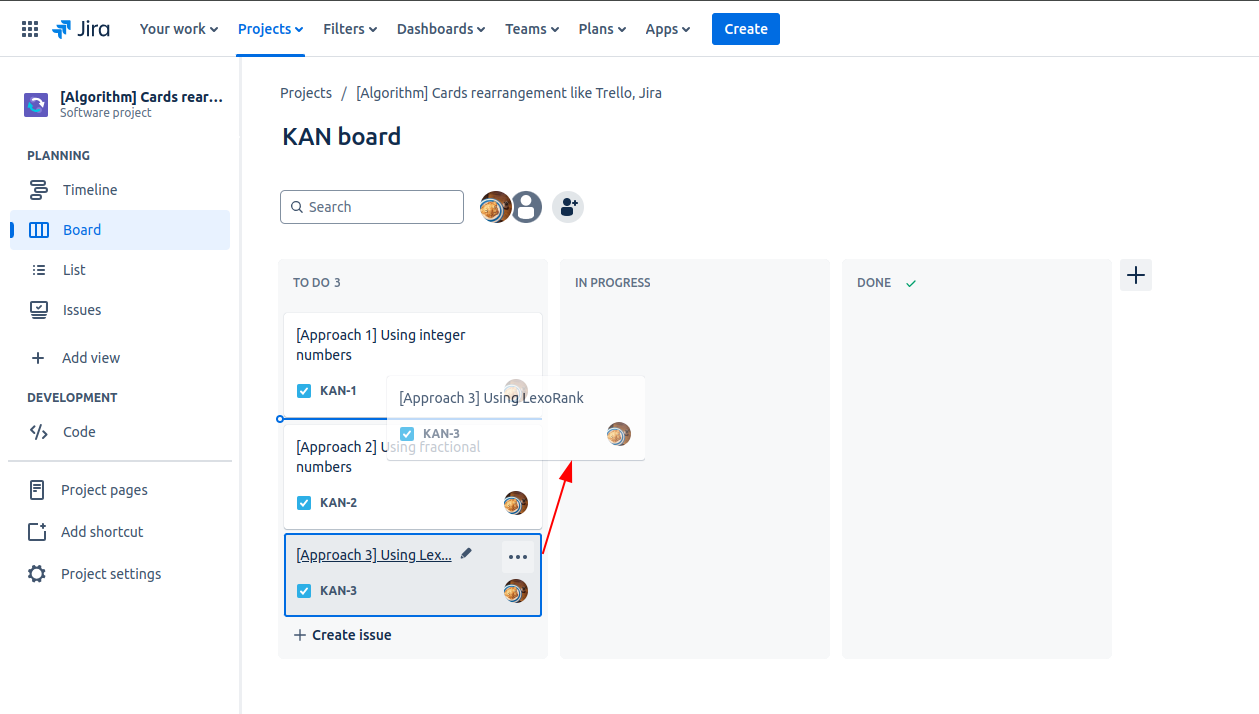 Jira
Your work
Projects
Filters
Dashboards
Teams
Plans
Apps
Create
[Algorithm] Cards rear...
Software project
PLANNING
Timeline
Board
List
Issues
Add view
DEVELOPMENT
Code
Project pages
Add shortcut
Project settings
Projects / [Algorithm] Cards rearrangement like Trello, Jira
KAN board
Search
TO DO 3
[Approach 1] Using integer
numbers
KAN-1
[Approach 3] Using LexoRank
KAN-3
[Approach 2] Using fractional
numbers
KAN-2
[Approach 3] Using Lex...
KAN-3
Create issue
IN PROGRESS
DONE